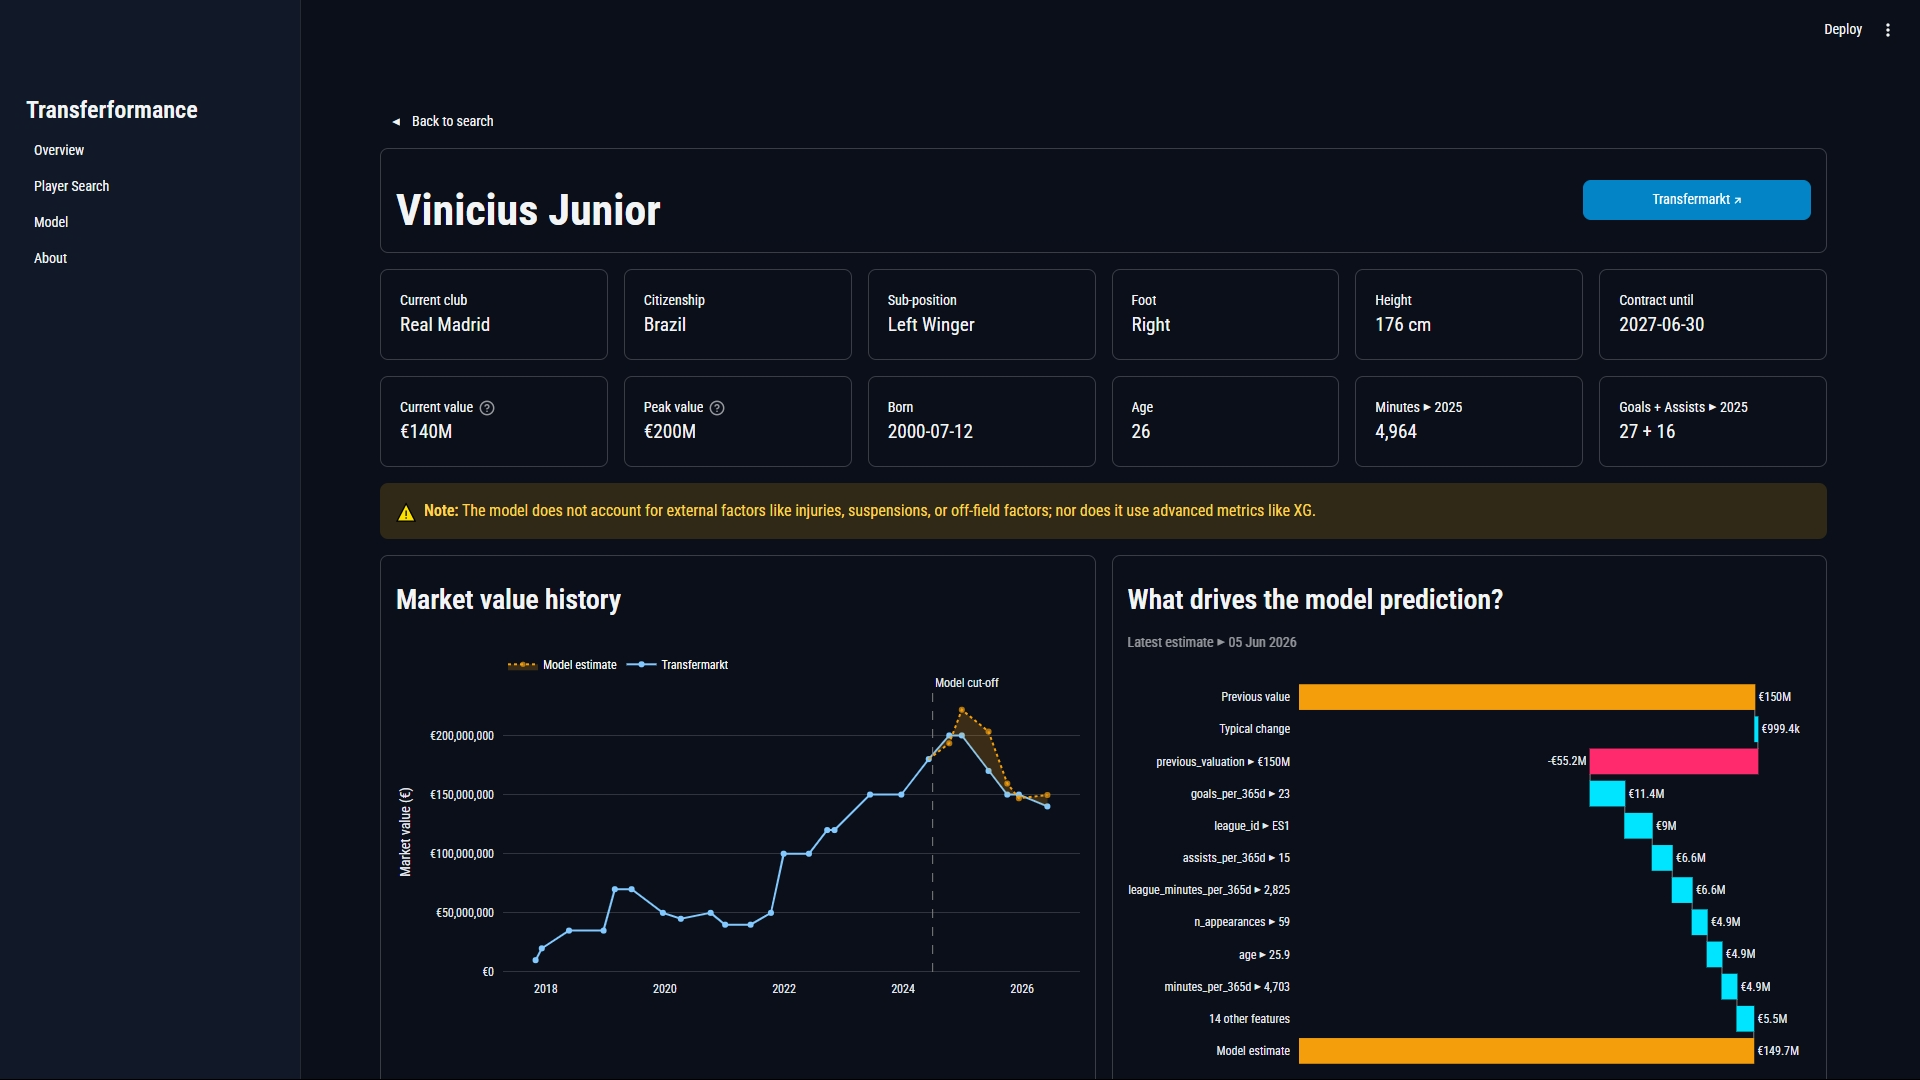 Deploy
Transferformance
Overview
Player Search
Model
About
◄ Back to search
Vinicius Junior
Transfermarkt ↗
Current club
Real Madrid
Citizenship
Brazil
Sub-position
Left Winger
Foot
Right
Height
176 cm
Contract until
2027-06-30
Current value
€140M
Peak value
€200M
Born
2000-07-12
Age
26
Minutes ► 2025
4,964
Goals + Assists ► 2025
27 + 16
Note: The model does not account for external factors like injuries, suspensions, or off-field factors; nor does it use advanced metrics like XG.
Market value history
Model estimate
Transfermarkt
Model cut-off
Market value (€)
€200,000,000
€150,000,000
€100,000,000
€50,000,000
€0
2018
2020
2022
2024
2026
What drives the model prediction?
Latest estimate ► 05 Jun 2026
Previous value €150M
Typical change €999.4k
previous_valuation ► €150M -€55.2M
goals_per_365d ► 23 €11.4M
league_id ► ES1 €9M
assists_per_365d ► 15 €6.6M
league_minutes_per_365d ► 2,825 €6.6M
n_appearances ► 59 €4.9M
age ► 25.9 €4.9M
minutes_per_365d ► 4,703 €4.9M
14 other features €5.5M
Model estimate €149.7M